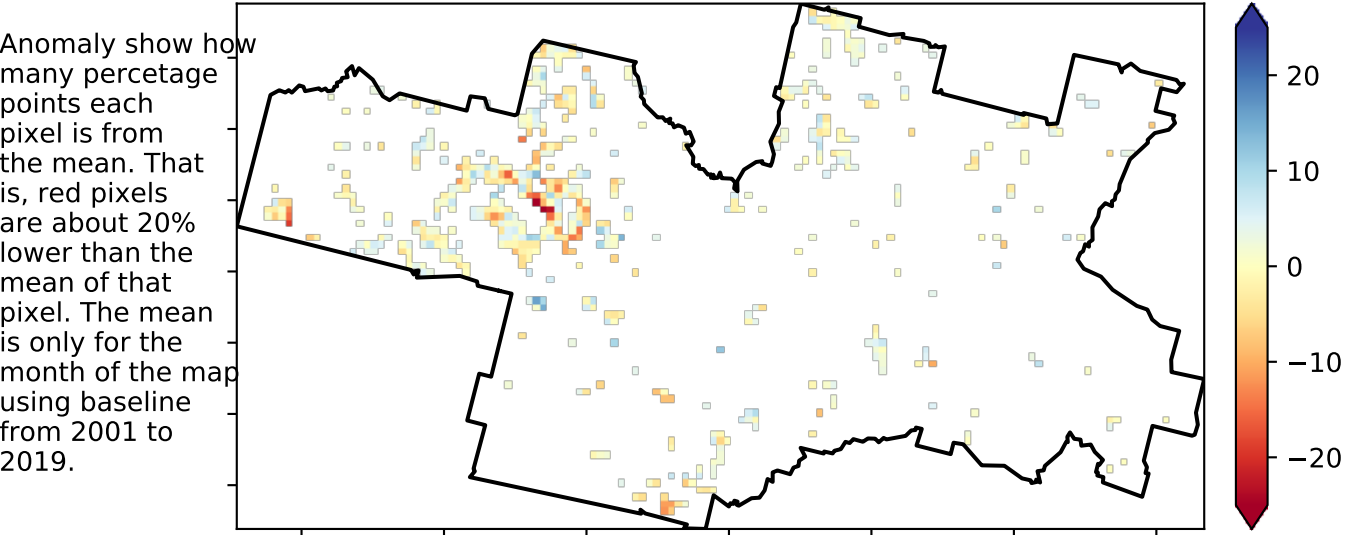 Anomaly show how
many percetage
points each
pixel is from
the mean. That
is, red pixels
are about 20%
lower than the
mean of that
pixel. The mean
is only for the
month of the map
using baseline
from 2001 to
2019.
20
10
0
−10
−20